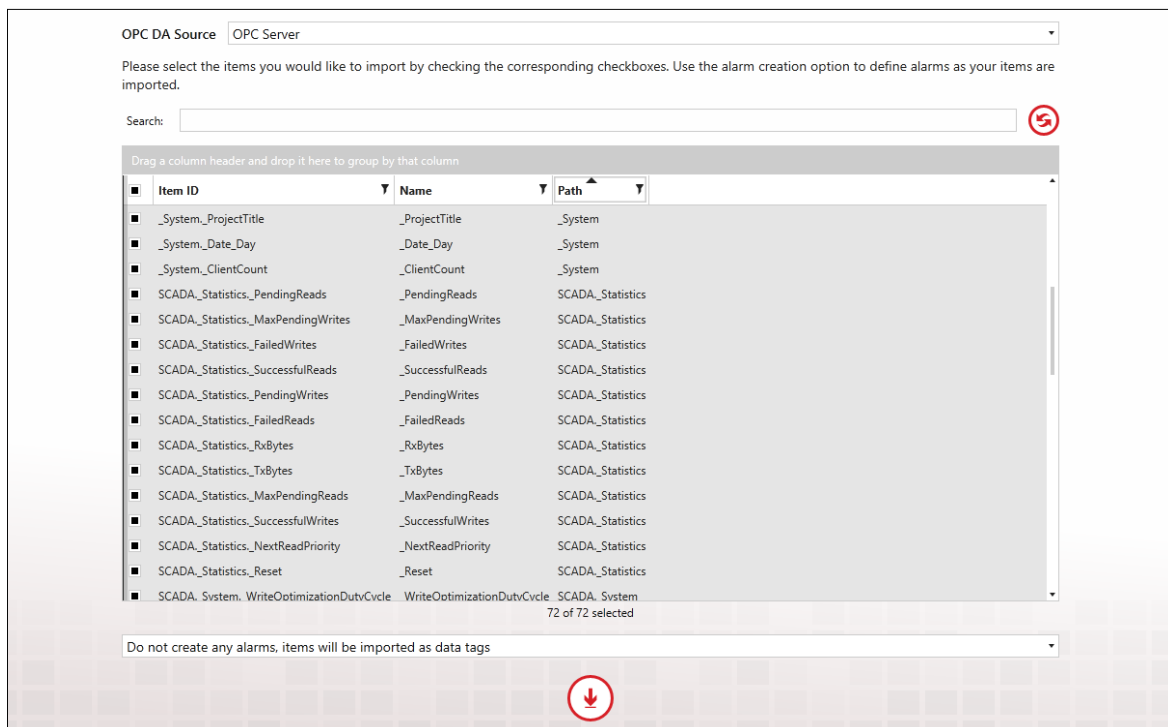 OPC DA Source OPC Server
Please select the items you would like to import by checking the corresponding checkboxes. Use the alarm creation option to define alarms as your items are
imported.
Search:
Drag a column header and drop it here to group by that column
Item ID Name Path
_System._ProjectTitle _ProjectTitle _System
_System._Date_Day _Date_Day _System
_System._ClientCount _ClientCount _System
SCADA._Statistics._PendingReads _PendingReads SCADA._Statistics
SCADA._Statistics._MaxPendingWrites _MaxPendingWrites SCADA._Statistics
SCADA._Statistics._FailedWrites _FailedWrites SCADA._Statistics
SCADA._Statistics._SuccessfulReads _SuccessfulReads SCADA._Statistics
SCADA._Statistics._PendingWrites _PendingWrites SCADA._Statistics
SCADA._Statistics._FailedReads _FailedReads SCADA._Statistics
SCADA._Statistics._RxBytes _RxBytes SCADA._Statistics
SCADA._Statistics._TxBytes _TxBytes SCADA._Statistics
SCADA._Statistics._MaxPendingReads _MaxPendingReads SCADA._Statistics
SCADA._Statistics._SuccessfulWrites _SuccessfulWrites SCADA._Statistics
SCADA._Statistics._NextReadPriority _NextReadPriority SCADA._Statistics
SCADA._Statistics._Reset _Reset SCADA._Statistics
SCADA._System._WriteOptimizationDutyCycle _WriteOptimizationDutyCycle SCADA._System
72 of 72 selected
Do not create any alarms, items will be imported as data tags